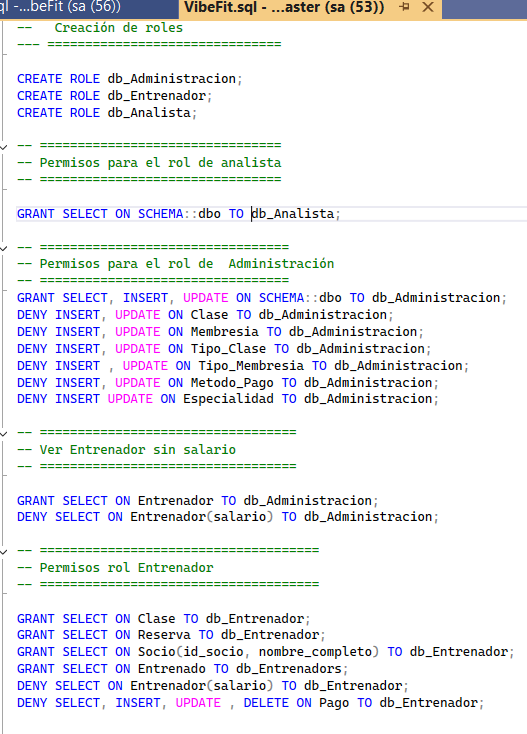 ql -...beFit (sa (56))    VibeFit.sql - ...aster (sa (53))
--   Creación de roles
--- ===============================
CREATE ROLE db_Administracion;
CREATE ROLE db_Entrenador;
CREATE ROLE db_Analista;
-- ================================
-- Permisos para el rol de analista
-- ================================
GRANT SELECT ON SCHEMA::dbo TO db_Analista;
-- =================================
-- Permisos para el rol de  Administración
-- =================================
GRANT SELECT, INSERT, UPDATE ON SCHEMA::dbo TO db_Administracion;
DENY INSERT, UPDATE ON Clase TO db_Administracion;
DENY INSERT, UPDATE ON Membresia TO db_Administracion;
DENY INSERT, UPDATE ON Tipo_Clase TO db_Administracion;
DENY INSERT , UPDATE ON Tipo_Membresia TO db_Administracion;
DENY INSERT, UPDATE ON Metodo_Pago TO db_Administracion;
DENY INSERT UPDATE ON Especialidad TO db_Administracion;
-- ==================================
-- Ver Entrenador sin salario
-- ==================================
GRANT SELECT ON Entrenador TO db_Administracion;
DENY SELECT ON Entrenador(salario) TO db_Administracion;
-- =====================================
-- Permisos rol Entrenador
-- =====================================
GRANT SELECT ON Clase TO db_Entrenador;
GRANT SELECT ON Reserva TO db_Entrenador;
GRANT SELECT ON Socio(id_socio, nombre_completo) TO db_Entrenador;
GRANT SELECT ON Entrenado TO db_Entrenadors;
DENY SELECT ON Entrenador(salario) TO db_Entrenador;
DENY SELECT, INSERT, UPDATE , DELETE ON Pago TO db_Entrenador;